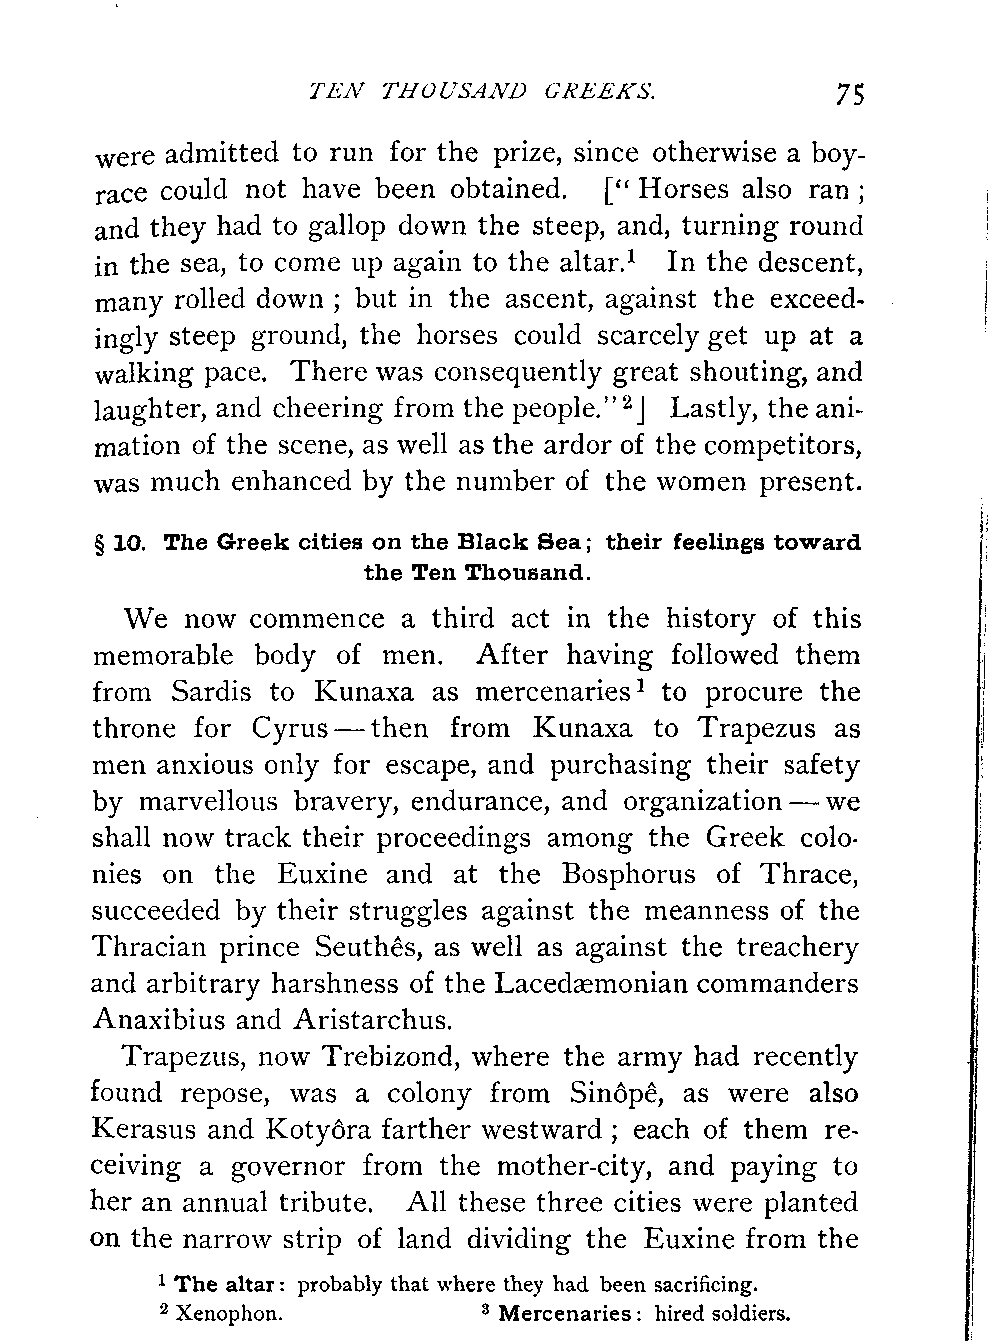 TEN THOUSAND GREEKS. 75
were admitted to run for the prize, since otherwise a boy-
race could not have been obtained. [“Horses also ran;
and they had to gallop down the steep, and, turning round
in the sea, to come up again to the altar.¹ In the descent,
many rolled down; but in the ascent, against the exceed-
ingly steep ground, the horses could scarcely get up at a
walking pace. There was consequently great shouting, and
laughter, and cheering from the people.”²] Lastly, the ani-
mation of the scene, as well as the ardor of the competitors,
was much enhanced by the number of the women present.
§ 10. The Greek cities on the Black Sea; their feelings toward
the Ten Thousand.
We now commence a third act in the history of this
memorable body of men. After having followed them
from Sardis to Kunaxa as mercenaries¹ to procure the
throne for Cyrus — then from Kunaxa to Trapezus as
men anxious only for escape, and purchasing their safety
by marvellous bravery, endurance, and organization — we
shall now track their proceedings among the Greek colo-
nies on the Euxine and at the Bosphorus of Thrace,
succeeded by their struggles against the meanness of the
Thracian prince Seuthês, as well as against the treachery
and arbitrary harshness of the Lacedæmonian commanders
Anaxibius and Aristarchus.
Trapezus, now Trebizond, where the army had recently
found repose, was a colony from Sinôpê, as were also
Kerasus and Kotyôra farther westward; each of them re-
ceiving a governor from the mother-city, and paying to
her an annual tribute. All these three cities were planted
on the narrow strip of land dividing the Euxine from the
¹ The altar: probably that where they had been sacrificing.
² Xenophon. ³ Mercenaries: hired soldiers.